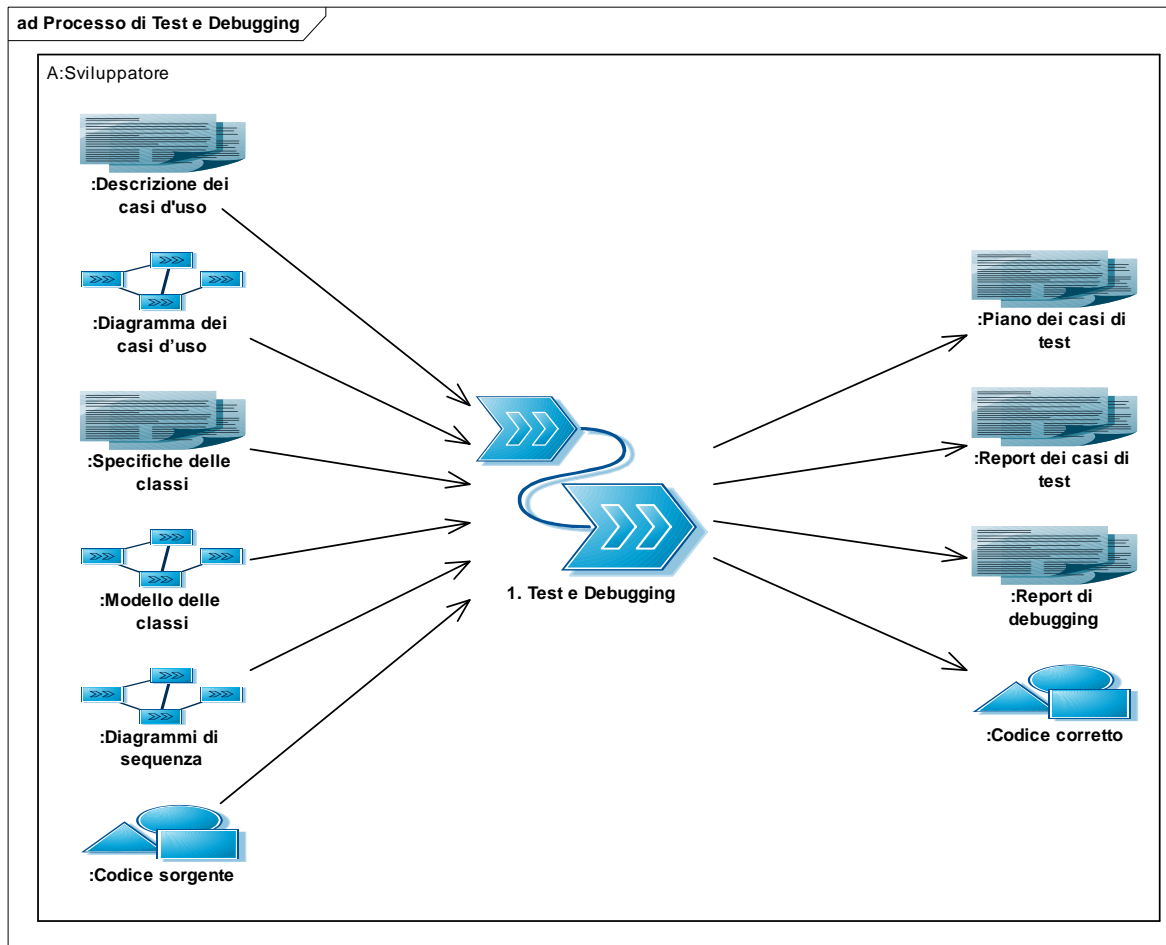 ad Processo di Test e Debugging
A:Sviluppatore
:Descrizione dei
casi d'uso
:Diagramma dei
casi d’uso
:Specifiche delle
classi
:Modello delle
classi
:Diagrammi di
sequenza
:Codice sorgente
1. Test e Debugging
:Piano dei casi di
test
:Report dei casi di
test
:Report di
debugging
:Codice corretto